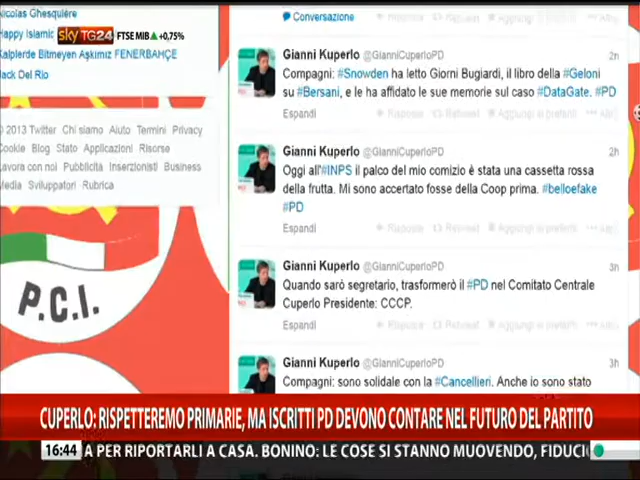 Nicolas Ghesquière
Happy Islamic
Kalplerde Bitmeyen Aşkımız FENERBAHÇE
Jack Del Rio
sky TG24 FTSE MIB +0,75%
© 2013 Twitter Chi siamo Aiuto Termini Privacy
Cookie Blog Stato Applicazioni Risorse
Lavora con noi Pubblicità Inserzionisti Business
Media Sviluppatori Rubrica
P.C.I.
Conversazione
Gianni Kuperlo @GianniCuperloPD 2h
Compagni: #Snowden ha letto Giorni Bugiardi, il libro della #Geloni
su #Bersani, e le ha affidato le sue memorie sul caso #DataGate. #PD
Espandi Rispondi Retweet Aggiungi ai preferiti Altro
Gianni Kuperlo @GianniCuperloPD 2h
Oggi all'#INPS il palco del mio comizio è stata una cassetta rossa
della frutta. Mi sono accertato fosse della Coop prima. #belloefake
#PD
Espandi Rispondi Retweet Aggiungi ai preferiti Altro
Gianni Kuperlo @GianniCuperloPD 3h
Quando sarò segretario, trasformerò il #PD nel Comitato Centrale
Cuperlo Presidente: CCCP.
Espandi Rispondi Retweet Aggiungi ai preferiti Altro
Gianni Kuperlo @GianniCuperloPD 3h
Compagni: sono solidale con la #Cancellieri. Anche io sono stato
CUPERLO: RISPETTEREMO PRIMARIE, MA ISCRITTI PD DEVONO CONTARE NEL FUTURO DEL PARTITO
16:44 A PER RIPORTARLI A CASA. BONINO: LE COSE SI STANNO MUOVENDO, FIDUCI